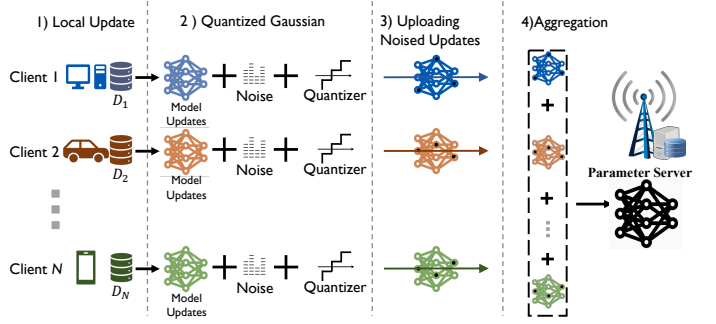 1) Local Update
2 ) Quantized Gaussian
3) Uploading
Noised Updates
4)Aggregation
Client 1
D1
Model
Updates
Noise
Quantizer
Client 2
D2
Model
Updates
Noise
Quantizer
Parameter Server
Client N
DN
Model
Updates
Noise
Quantizer